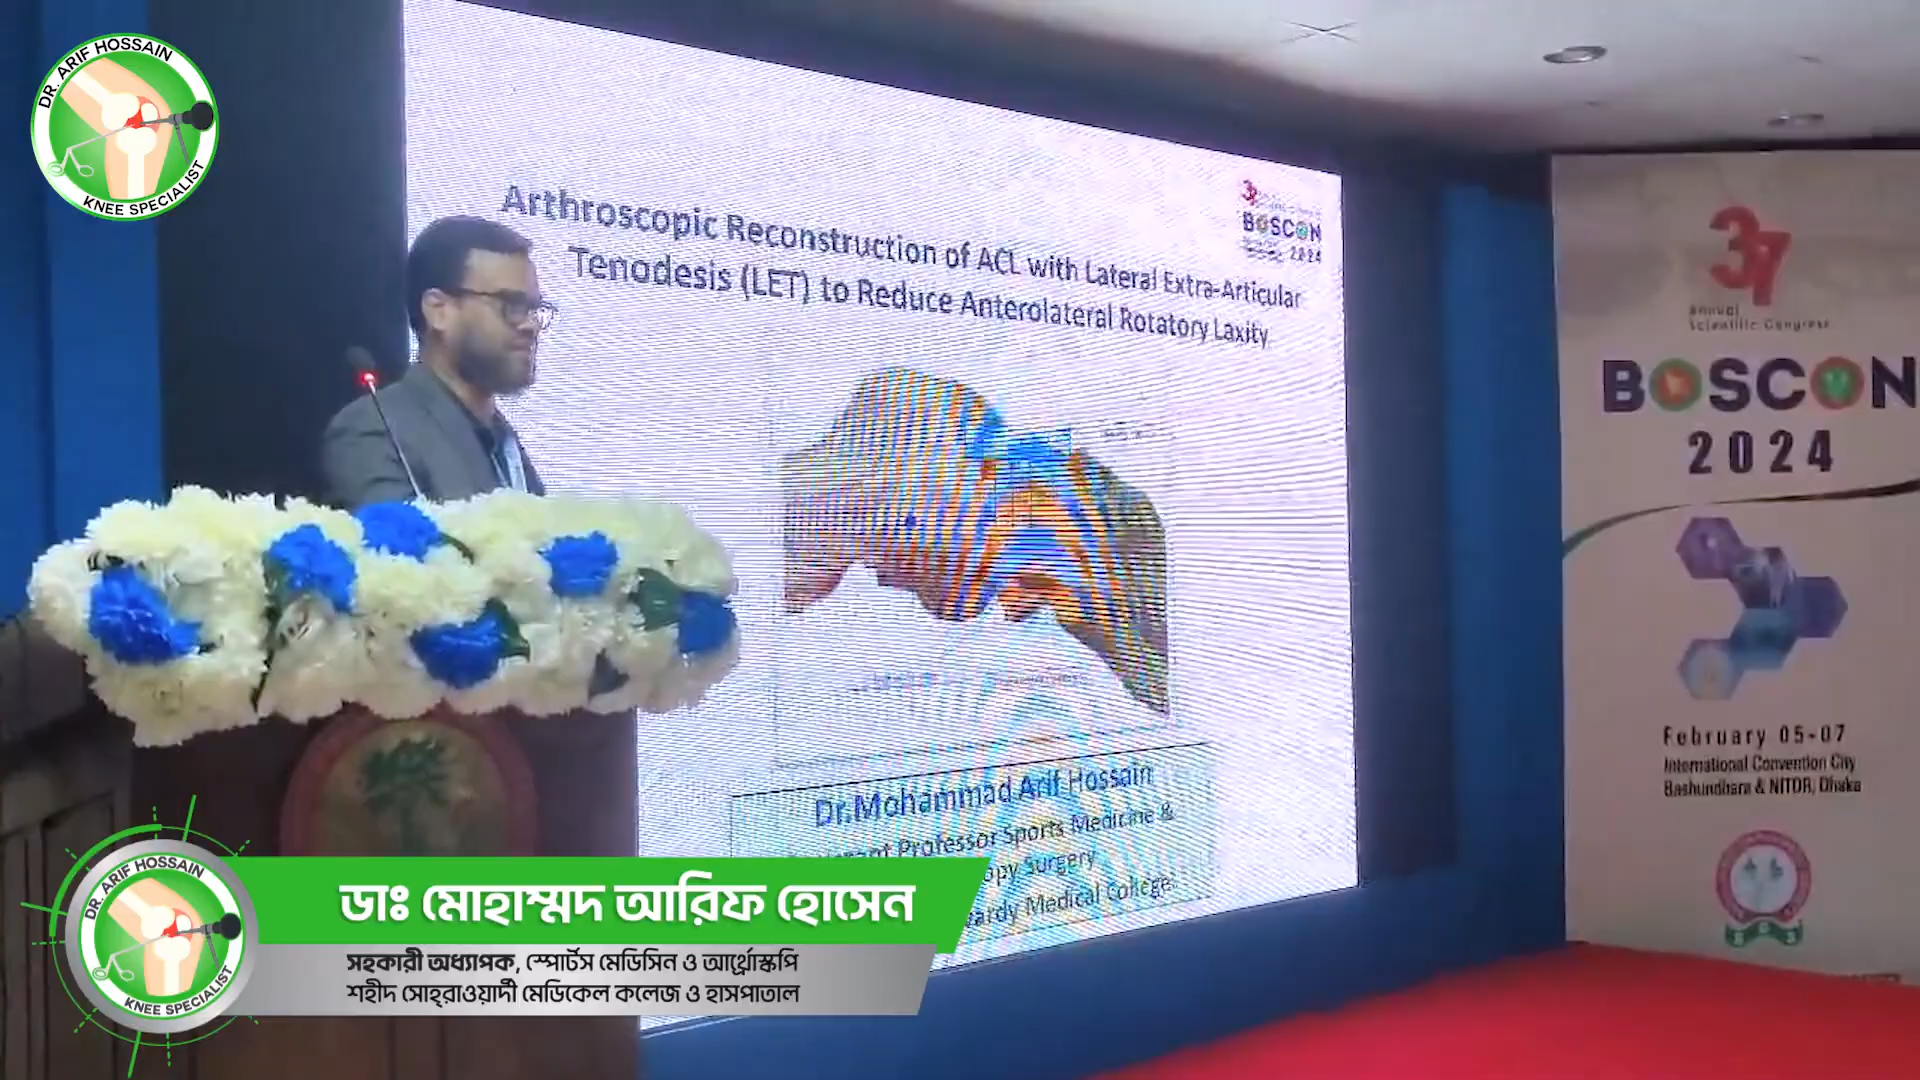 DR. ARIF HOSSAIN
KNEE SPECIALIST
Arthroscopic Reconstruction of ACL with Lateral Extra-Articular
Tenodesis (LET) to Reduce Anterolateral Rotatory Laxity
37
BOSCON
2024
Dr.Mohammad Arif Hossain
Professor Sports Medicine &
Surgery
Medical College
37
Annual
Scientific Congress
BOSCON
2024
February 05-07
International Convention City
Bashundhara & NITOR, Dhaka
DR. ARIF HOSSAIN
KNEE SPECIALIST
ডাঃ মোহাম্মদ আরিফ হোসেন
সহকারী অধ্যাপক, স্পোর্টস মেডিসিন ও আর্থ্রোস্কপি
শহীদ সোহ্‌রাওয়ার্দী মেডিকেল কলেজ ও হাসপাতাল